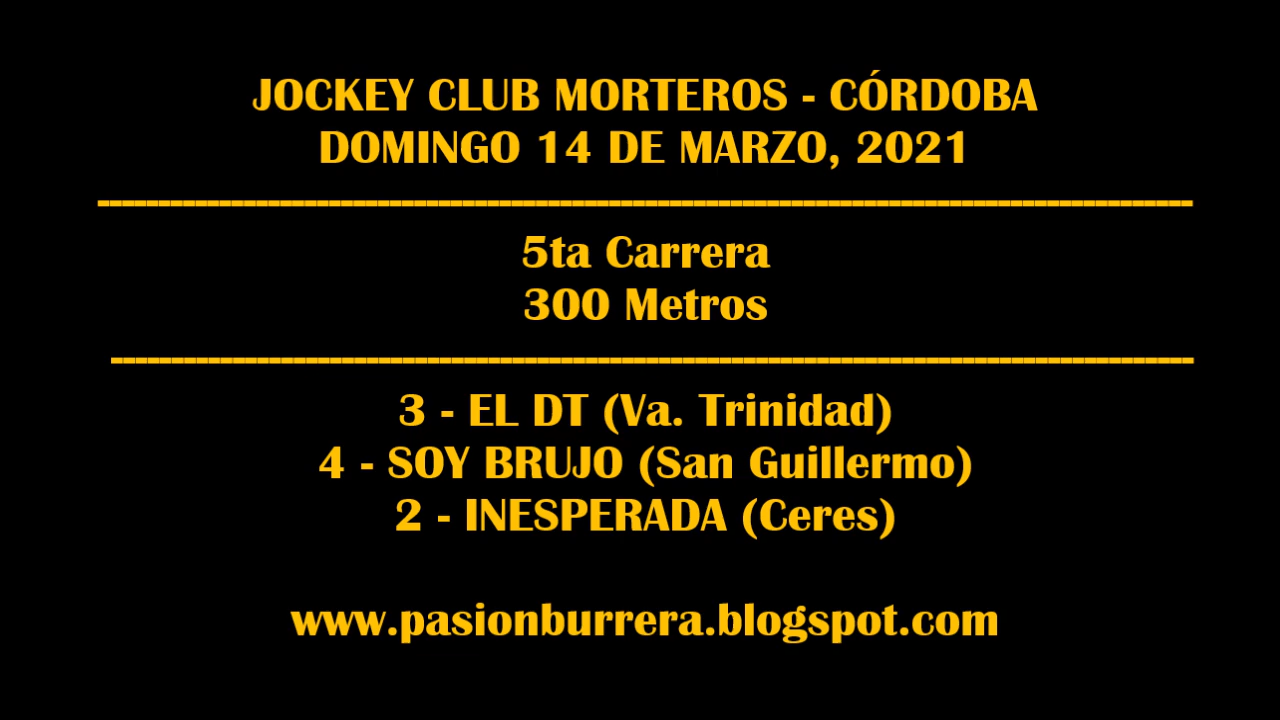 JOCKEY CLUB MORTEROS - CÓRDOBA
DOMINGO 14 DE MARZO, 2021
5ta Carrera
300 Metros
3 - EL DT (Va. Trinidad)
4 - SOY BRUJO (San Guillermo)
2 - INESPERADA (Ceres)
www.pasionburrera.blogspot.com